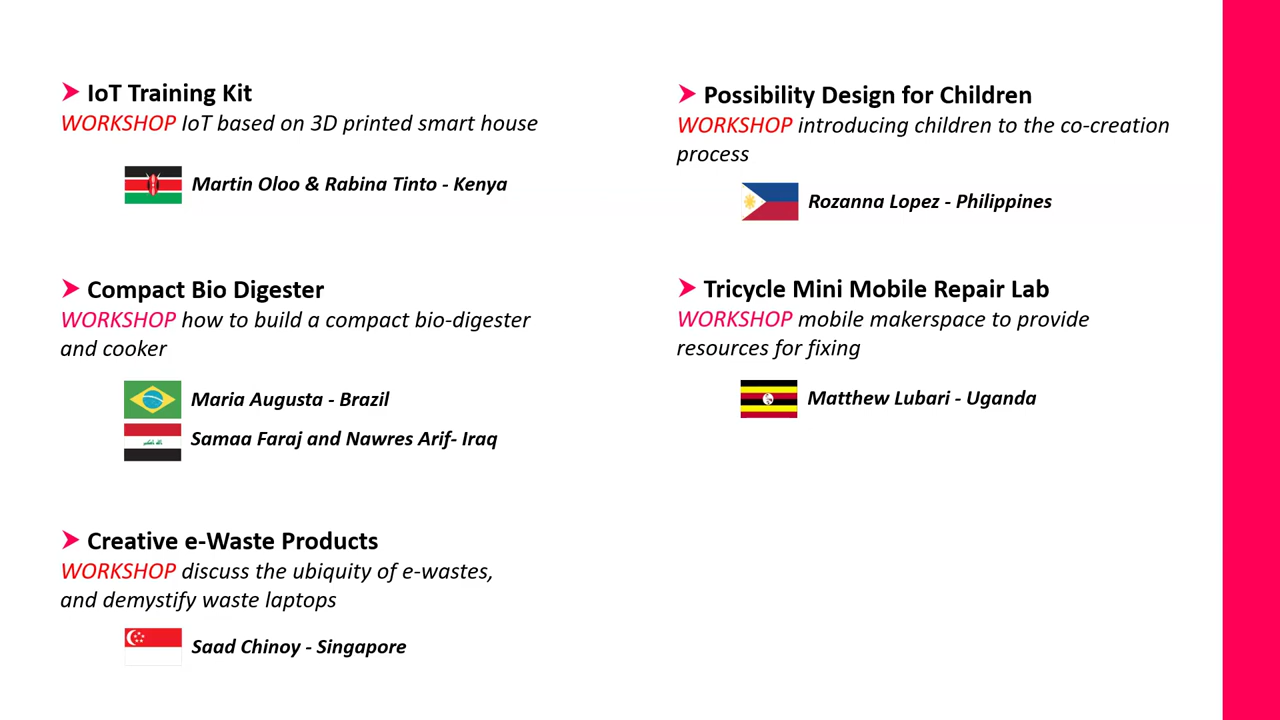 IoT Training Kit
WORKSHOP IoT based on 3D printed smart house
Martin Oloo & Rabina Tinto - Kenya
Compact Bio Digester
WORKSHOP how to build a compact bio-digester
and cooker
Maria Augusta - Brazil
Samaa Faraj and Nawres Arif- Iraq
Creative e-Waste Products
WORKSHOP discuss the ubiquity of e-wastes,
and demystify waste laptops
Saad Chinoy - Singapore
Possibility Design for Children
WORKSHOP introducing children to the co-creation
process
Rozanna Lopez - Philippines
Tricycle Mini Mobile Repair Lab
WORKSHOP mobile makerspace to provide
resources for fixing
Matthew Lubari - Uganda